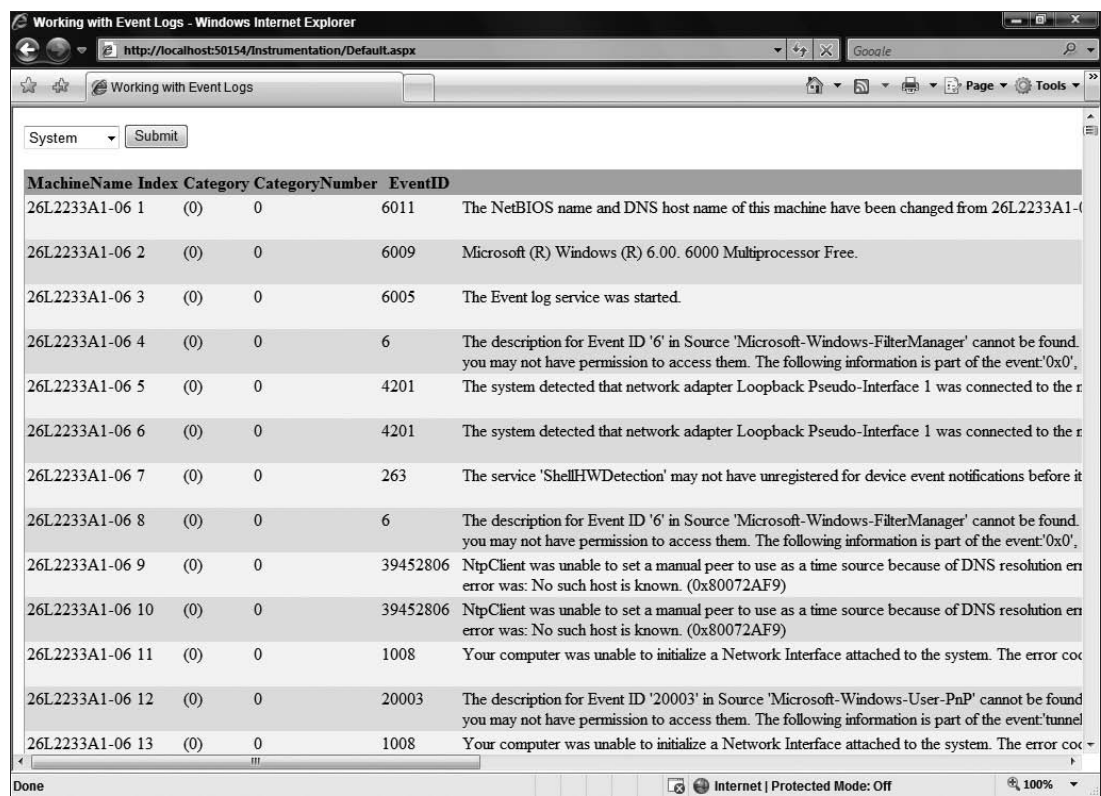 Working with Event Logs - Windows Internet Explorer
http://localhost:50154/Instrumentation/Default.aspx
Google
Working with Event Logs
Page
Tools
System
Submit
MachineName Index Category CategoryNumber EventID
26L2233A1-06 1 (0) 0 6011 The NetBIOS name and DNS host name of this machine have been changed from 26L2233A1-
26L2233A1-06 2 (0) 0 6009 Microsoft (R) Windows (R) 6.00. 6000 Multiprocessor Free.
26L2233A1-06 3 (0) 0 6005 The Event log service was started.
26L2233A1-06 4 (0) 0 6 The description for Event ID '6' in Source 'Microsoft-Windows-FilterManager' cannot be found.
you may not have permission to access them. The following information is part of the event:'0x0',
26L2233A1-06 5 (0) 0 4201 The system detected that network adapter Loopback Pseudo-Interface 1 was connected to the
26L2233A1-06 6 (0) 0 4201 The system detected that network adapter Loopback Pseudo-Interface 1 was connected to the
26L2233A1-06 7 (0) 0 263 The service 'ShellHWDetection' may not have unregistered for device event notifications before it
26L2233A1-06 8 (0) 0 6 The description for Event ID '6' in Source 'Microsoft-Windows-FilterManager' cannot be found.
you may not have permission to access them. The following information is part of the event:'0x0',
26L2233A1-06 9 (0) 0 39452806 NtpClient was unable to set a manual peer to use as a time source because of DNS resolution
error was: No such host is known. (0x80072AF9)
26L2233A1-06 10 (0) 0 39452806 NtpClient was unable to set a manual peer to use as a time source because of DNS resolution
error was: No such host is known. (0x80072AF9)
26L2233A1-06 11 (0) 0 1008 Your computer was unable to initialize a Network Interface attached to the system. The error
26L2233A1-06 12 (0) 0 20003 The description for Event ID '20003' in Source 'Microsoft-Windows-User-PnP' cannot be found
you may not have permission to access them. The following information is part of the event:'tunnel
26L2233A1-06 13 (0) 0 1008 Your computer was unable to initialize a Network Interface attached to the system. The error
Done
Internet | Protected Mode: Off
100%